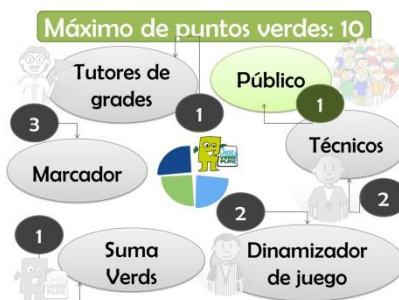 Máximo de puntos verdes: 10
Tutores de
grades
1
Público
1
3
Marcador
Técnicos
2
1
Suma
Verds
2
Dinamizador
de juego